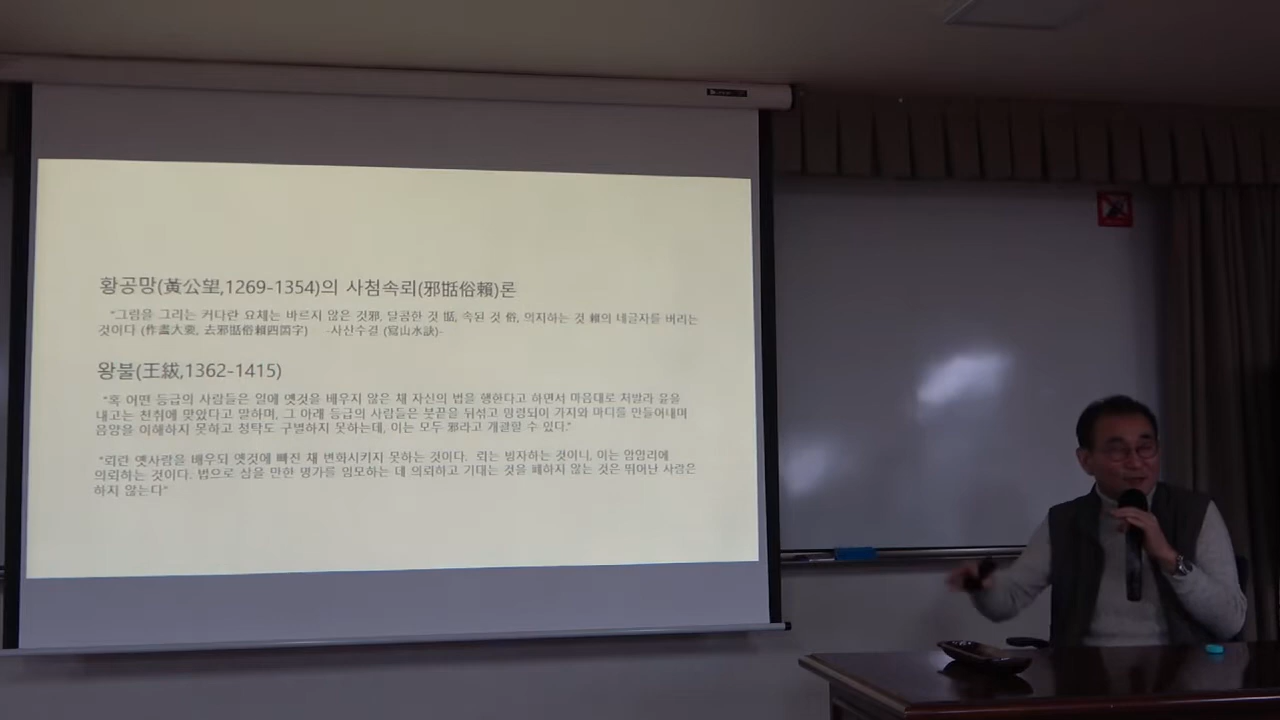 황공망(黃公望,1269-1354)의 사첨속뢰(邪甛俗賴)론
"그림을 그리는 커다란 요체는 바르지 않은 것邪, 달콤한 것 甛, 속된 것 俗, 의지하는 것 賴의 네글자를 버리는
것이다 (作畵大要, 去邪甛俗賴四箇字) -사산수결 (寫山水訣)-
왕불(王紱,1362-1415)
"혹 어떤 등급의 사람들은 일에 옛것을 배우지 않은 채 자신의 법을 행한다고 하면서 마음대로 처발라 윤을
내고는 천취에 맞았다고 말하며, 그 아래 등급의 사람들은 붓끝을 뒤섞고 망령되이 가지와 마디를 만들어내며
음양을 이해하지 못하고 청탁도 구별하지 못하는데, 이는 모두 邪라고 개괄할 수 있다."
"뢰란 옛사람을 배우되 옛것에 빠진 채 변화시키지 못하는 것이다. 뢰는 빙자하는 것이니, 이는 암암리에
의뢰하는 것이다. 법으로 삼을 만한 명가를 임모하는 데 의뢰하고 기대는 것을 폐하지 않는 것은 뛰어난 사람은
하지 않는다"